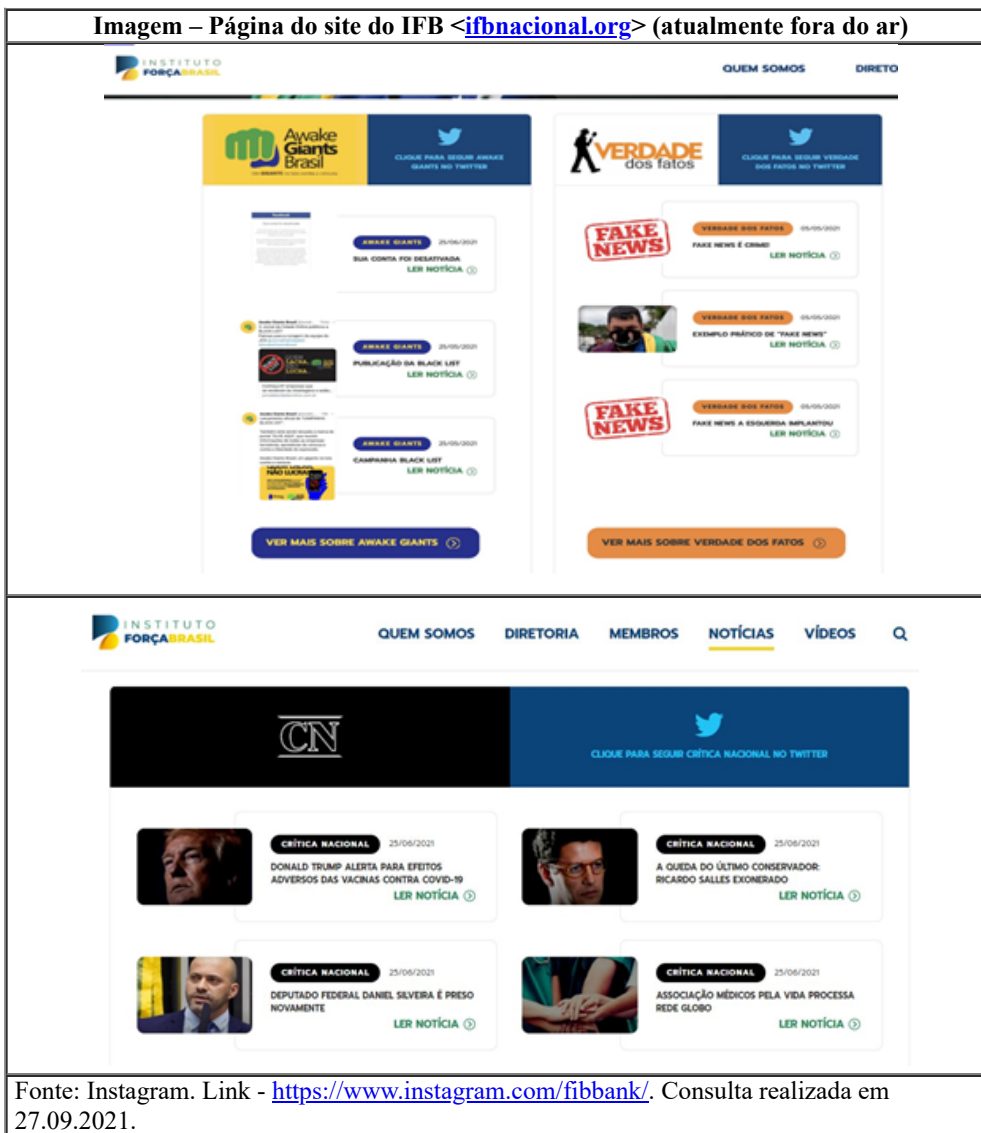 Imagem – Página do site do IFB <ifbnacional.org> (atualmente fora do ar)
INSTITUTO
FORÇABRASIL
QUEM SOMOS
DIRETO
Awake
Giants
Brasil
CLIQUE PARA SEGUIR AWAKE
GIANTS NO TWITTER
VERDADE
dos fatos
CLIQUE PARA SEGUIR VERDADE
DOS FATOS NO TWITTER
AWAKE GIANTS 25/06/2021
SUA CONTA FOI DESATIVADA
LER NOTÍCIA
AWAKE GIANTS 25/05/2021
PUBLICAÇÃO DA BLACK LIST
LER NOTÍCIA
AWAKE GIANTS 25/05/2021
CAMPANHA BLACK LIST
LER NOTÍCIA
VER MAIS SOBRE AWAKE GIANTS
FAKE
NEWS
VERDADE DOS FATOS 05/05/2021
FAKE NEWS É CRIME!
LER NOTÍCIA
VERDADE DOS FATOS 05/05/2021
EXEMPLO PRÁTICO DE "FAKE NEWS"
LER NOTÍCIA
FAKE
NEWS
VERDADE DOS FATOS 05/05/2021
FAKE NEWS A ESQUERDA IMPLANTOU
LER NOTÍCIA
VER MAIS SOBRE VERDADE DOS FATOS
INSTITUTO
FORÇABRASIL
QUEM SOMOS
DIRETORIA
MEMBROS
NOTÍCIAS
VÍDEOS
CN
CLIQUE PARA SEGUIR CRÍTICA NACIONAL NO TWITTER
CRÍTICA NACIONAL 25/06/2021
DONALD TRUMP ALERTA PARA EFEITOS
ADVERSOS DAS VACINAS CONTRA COVID-19
LER NOTÍCIA
CRÍTICA NACIONAL 25/06/2021
A QUEDA DO ÚLTIMO CONSERVADOR:
RICARDO SALLES EXONERADO
LER NOTÍCIA
CRÍTICA NACIONAL 25/06/2021
DEPUTADO FEDERAL DANIEL SILVEIRA É PRESO
NOVAMENTE
LER NOTÍCIA
CRÍTICA NACIONAL 25/06/2021
ASSOCIAÇÃO MÉDICOS PELA VIDA PROCESSA
REDE GLOBO
LER NOTÍCIA
Fonte: Instagram. Link - https://www.instagram.com/fibbank/. Consulta realizada em
27.09.2021.